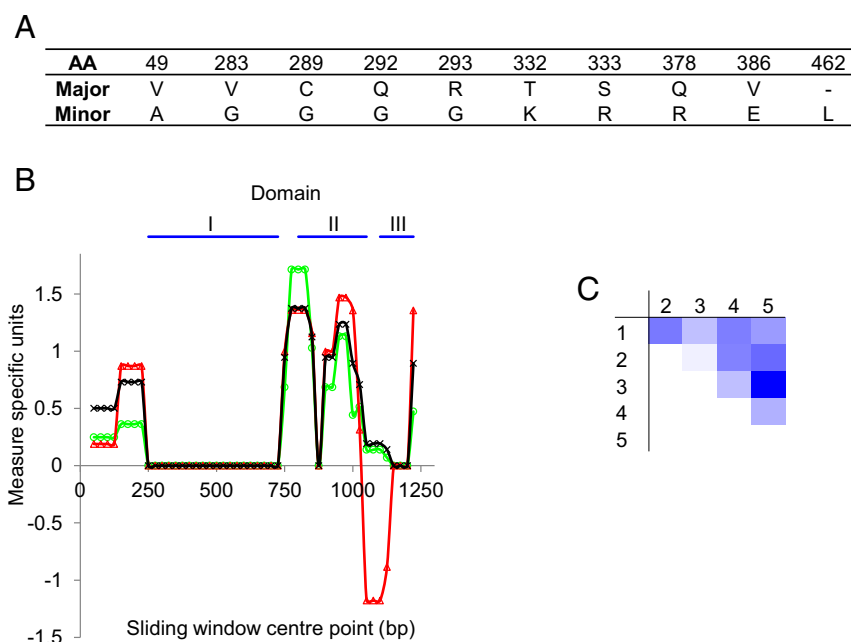 A
AA 49 283 289 292 293 332 333 378 386 462
Major V V C Q R T S Q V -
Minor A G G G G K R R E L
B
Domain
I II III
Measure specific units
1.5
1
0.5
0
-0.5
-1
-1.5
0 250 500 750 1000 1250
Sliding window centre point (bp)
C
2 3 4 5
1
2
3
4
5